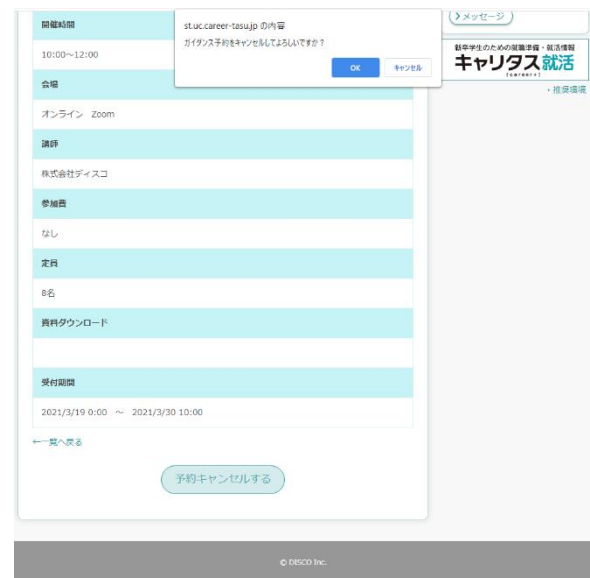 st.uc.career-tasu.jp の内容
ガイダンス予約をキャンセルしてよろしいですか？
OK
キャンセル
開催時間
10:00～12:00
会場
オンライン Zoom
講師
株式会社ディスコ
参加費
なし
定員
8名
資料ダウンロード
受付期間
2021/3/19 0:00 ～ 2021/3/30 10:00
←一覧へ戻る
予約キャンセルする
メッセージ
新卒学生のための就職準備・就活情報
キャリタス就活
[career+]
推奨環境
© DISCO Inc.